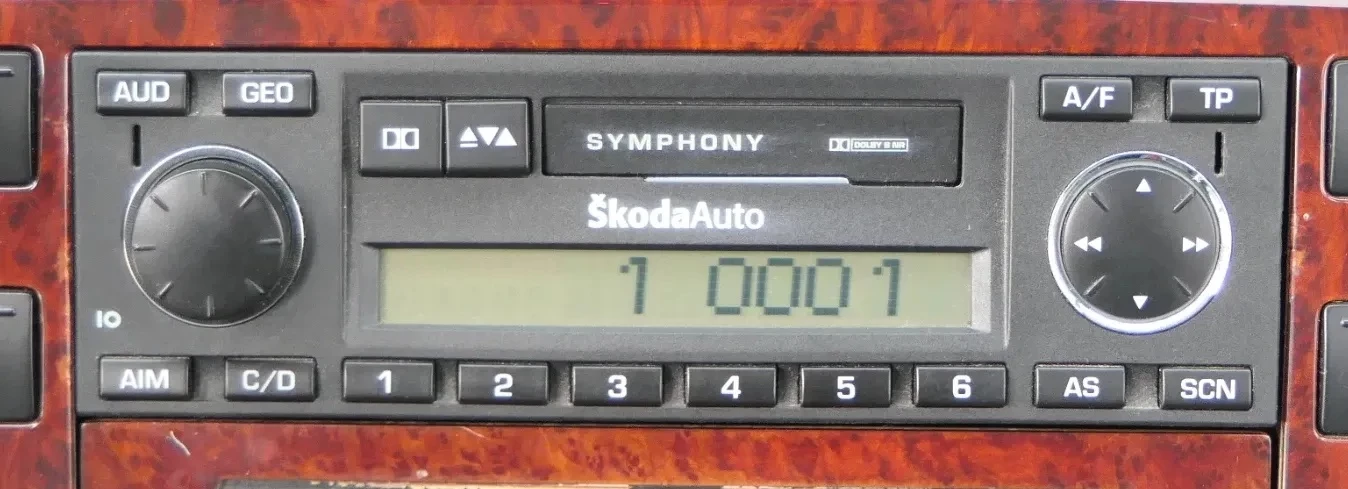 AUD GEO A/F TP
SYMPHONY DOLBY B NR
ŠkodaAuto
1 0001
AIM C/D 1 2 3 4 5 6 AS SCN